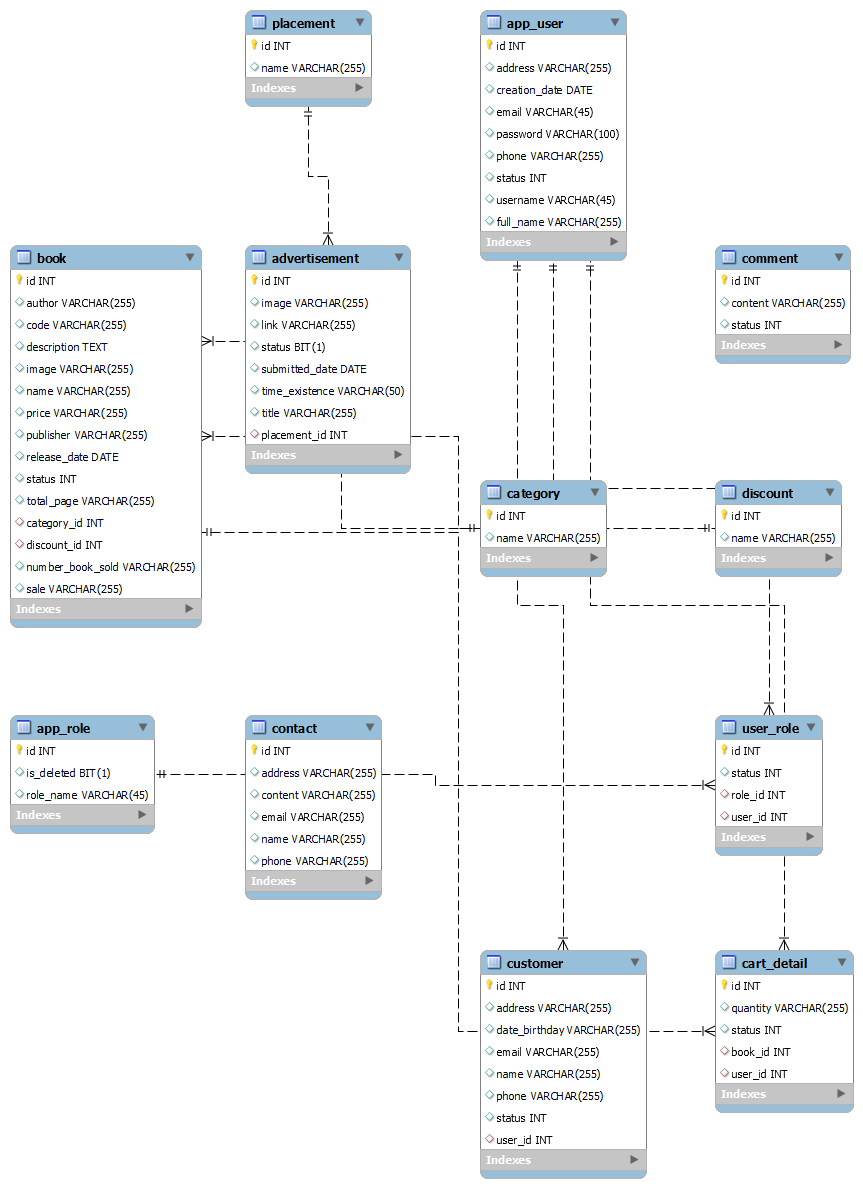 placement
id INT
name VARCHAR(255)
Indexes
app_user
id INT
address VARCHAR(255)
creation_date DATE
email VARCHAR(45)
password VARCHAR(100)
phone VARCHAR(255)
status INT
username VARCHAR(45)
full_name VARCHAR(255)
Indexes
book
id INT
author VARCHAR(255)
code VARCHAR(255)
description TEXT
image VARCHAR(255)
name VARCHAR(255)
price VARCHAR(255)
publisher VARCHAR(255)
release_date DATE
status INT
total_page VARCHAR(255)
category_id INT
discount_id INT
number_book_sold VARCHAR(255)
sale VARCHAR(255)
Indexes
advertisement
id INT
image VARCHAR(255)
link VARCHAR(255)
status BIT(1)
submitted_date DATE
time_existence VARCHAR(50)
title VARCHAR(255)
placement_id INT
Indexes
comment
id INT
content VARCHAR(255)
status INT
Indexes
category
id INT
name VARCHAR(255)
Indexes
discount
id INT
name VARCHAR(255)
Indexes
app_role
id INT
is_deleted BIT(1)
role_name VARCHAR(45)
Indexes
contact
id INT
address VARCHAR(255)
content VARCHAR(255)
email VARCHAR(255)
name VARCHAR(255)
phone VARCHAR(255)
Indexes
user_role
id INT
status INT
role_id INT
user_id INT
Indexes
customer
id INT
address VARCHAR(255)
date_birthday VARCHAR(255)
email VARCHAR(255)
name VARCHAR(255)
phone VARCHAR(255)
status INT
user_id INT
Indexes
cart_detail
id INT
quantity VARCHAR(255)
status INT
book_id INT
user_id INT
Indexes